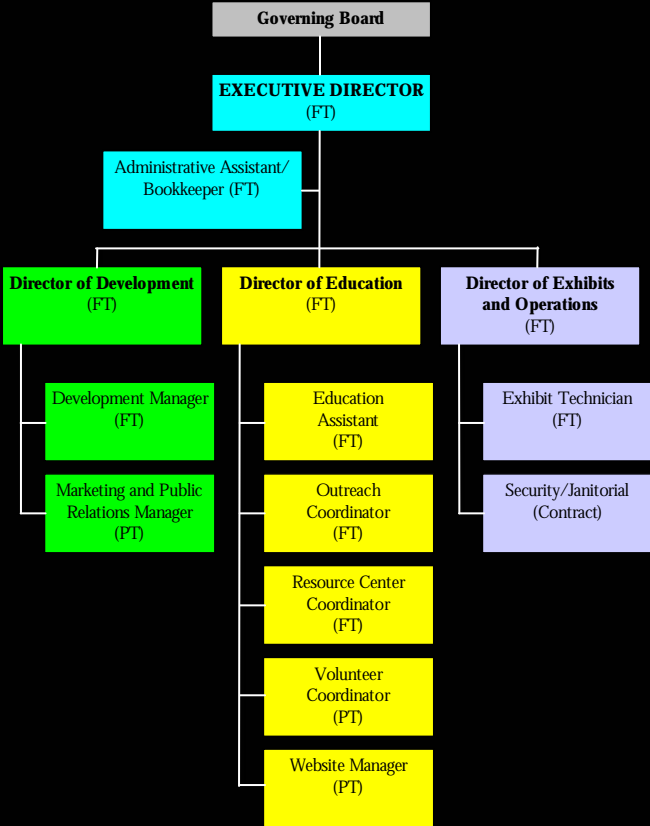 Governing Board
EXECUTIVE DIRECTOR
(FT)
Administrative Assistant/
Bookkeeper (FT)
Director of Development
(FT)
Director of Education
(FT)
Director of Exhibits
and Operations
(FT)
Development Manager
(FT)
Marketing and Public
Relations Manager
(PT)
Education
Assistant
(FT)
Outreach
Coordinator
(FT)
Resource Center
Coordinator
(FT)
Volunteer
Coordinator
(PT)
Website Manager
(PT)
Exhibit Technician
(FT)
Security/Janitorial
(Contract)